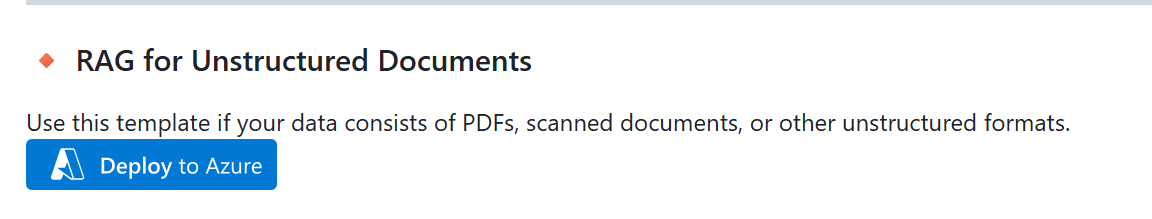 RAG for Unstructured Documents
Use this template if your data consists of PDFs, scanned documents, or other unstructured formats.
Deploy to Azure